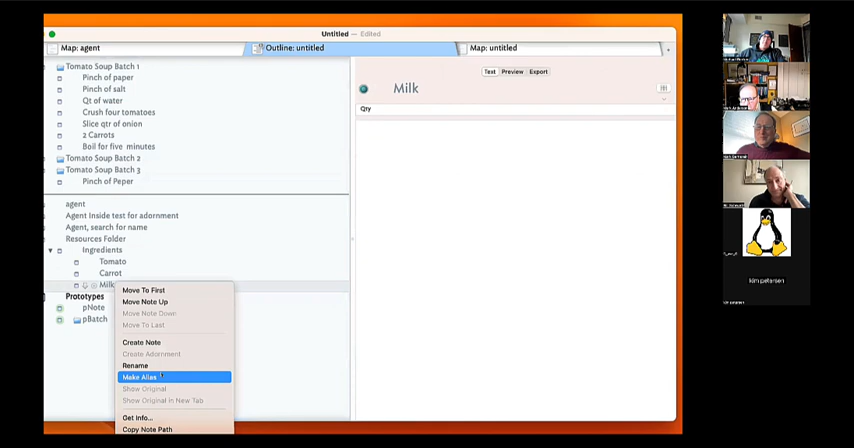 Untitled — Edited
Map: agent
Outline: untitled
Map: untitled
Tomato Soup Batch 1
Pinch of paper
Pinch of salt
Qt of water
Crush four tomatoes
Slice qtr of onion
2 Carrots
Boil for five minutes
Tomato Soup Batch 2
Tomato Soup Batch 3
Pinch of Peper
agent
Agent Inside test for adornment
Agent, search for name
Resources Folder
Ingredients
Tomato
Carrot
Milk
Prototypes
pNote
pBatch
Move To First
Move Note Up
Move Note Down
Move To Last
Create Note
Create Adornment
Rename
Make Alias
Show Original
Show Original in New Tab
Get Info...
Copy Note Path
Text Preview Export
Milk
Qty
kim petersen